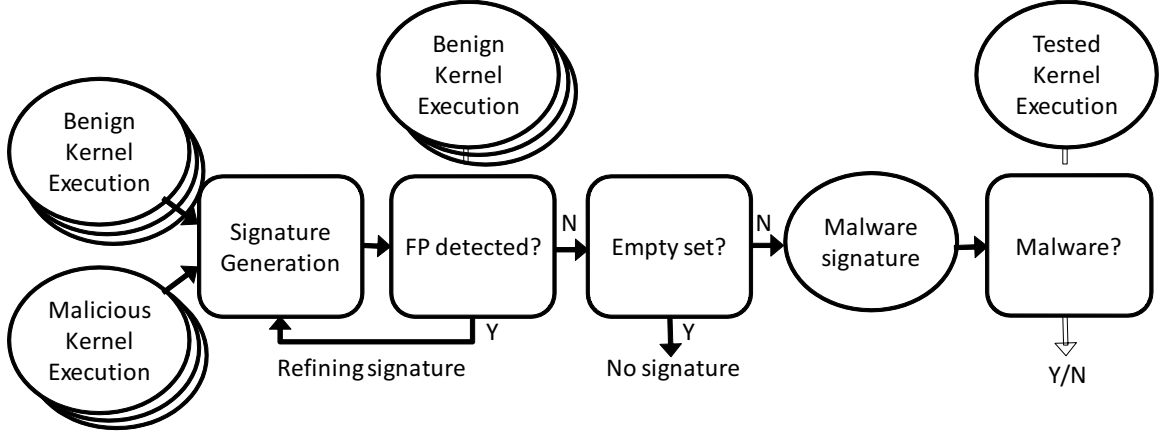 Benign
Kernel
Execution
Malicious
Kernel
Execution
Signature
Generation
Benign
Kernel
Execution
FP detected?
N
Y
Refining signature
Empty set?
N
Y
No signature
Malware
signature
Tested
Kernel
Execution
Malware?
Y/N